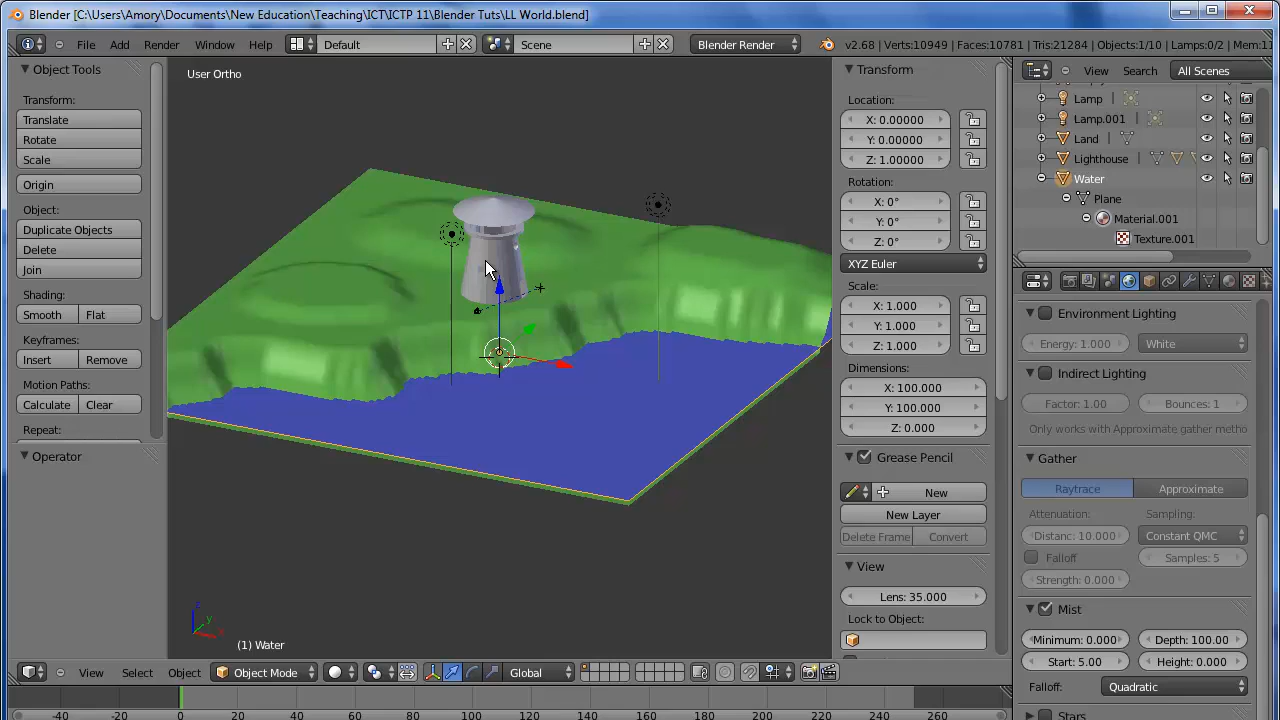 Blender [C:\Users\Amory\Documents\New Education\Teaching\ICT\ICTP 11\Blender Tuts\LL World.blend]
File Add Render Window Help Default Scene Blender Render v2.68 | Verts:10949 | Faces:10781 | Tris:21284 | Objects:1/10 | Lamps:0/2 | Mem:11
Object Tools
Transform:
Translate
Rotate
Scale
Origin
Object:
Duplicate Objects
Delete
Join
Shading:
Smooth Flat
Keyframes:
Insert Remove
Motion Paths:
Calculate Clear
Repeat:
Operator
User Ortho
z
y
x
(1) Water
Transform
Location:
X: 0.00000
Y: 0.00000
Z: 1.00000
Rotation:
X: 0°
Y: 0°
Z: 0°
XYZ Euler
Scale:
X: 1.000
Y: 1.000
Z: 1.000
Dimensions:
X: 100.000
Y: 100.000
Z: 0.000
Grease Pencil
New
New Layer
Delete Frame Convert
View
Lens: 35.000
Lock to Object:
View Search All Scenes
Lamp
Lamp.001
Land
Lighthouse
Water
Plane
Material.001
Texture.001
Environment Lighting
Energy: 1.000 White
Indirect Lighting
Factor: 1.00 Bounces: 1
Only works with Approximate gather metho
Gather
Raytrace Approximate
Attenuation: Sampling:
Distanc: 10.000 Constant QMC
Falloff Samples: 5
Strength: 0.000
Mist
Minimum: 0.000 Depth: 100.00
Start: 5.00 Height: 0.000
Falloff: Quadratic
Stars
View Select Object Object Mode Global
-40 -20 0 20 40 60 80 100 120 140 160 180 200 220 240 260